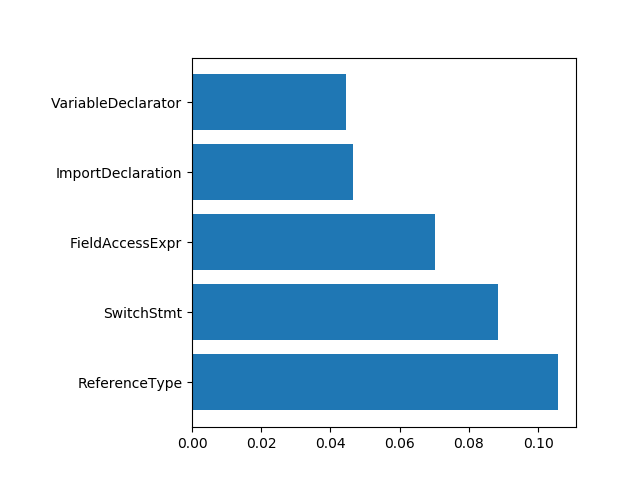 VariableDeclarator
ImportDeclaration
FieldAccessExpr
SwitchStmt
ReferenceType
0.00 0.02 0.04 0.06 0.08 0.10